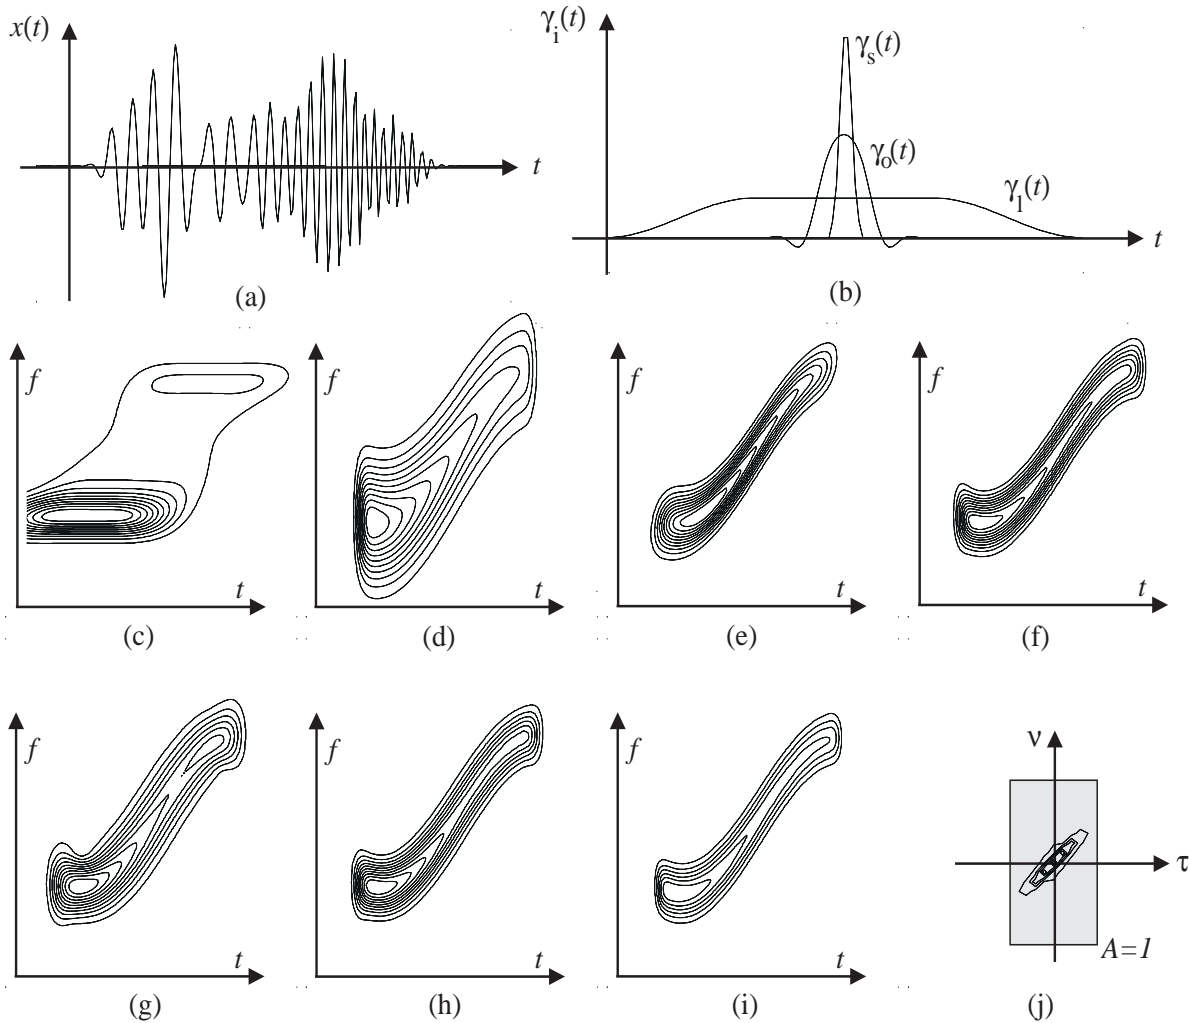 x(t)
t
(a)
γi(t)
γs(t)
γo(t)
γl(t)
t
(b)
f
t
(c)
f
t
(d)
f
t
(e)
f
t
(f)
f
t
(g)
f
t
(h)
f
t
(i)
ν
τ
A=1
(j)